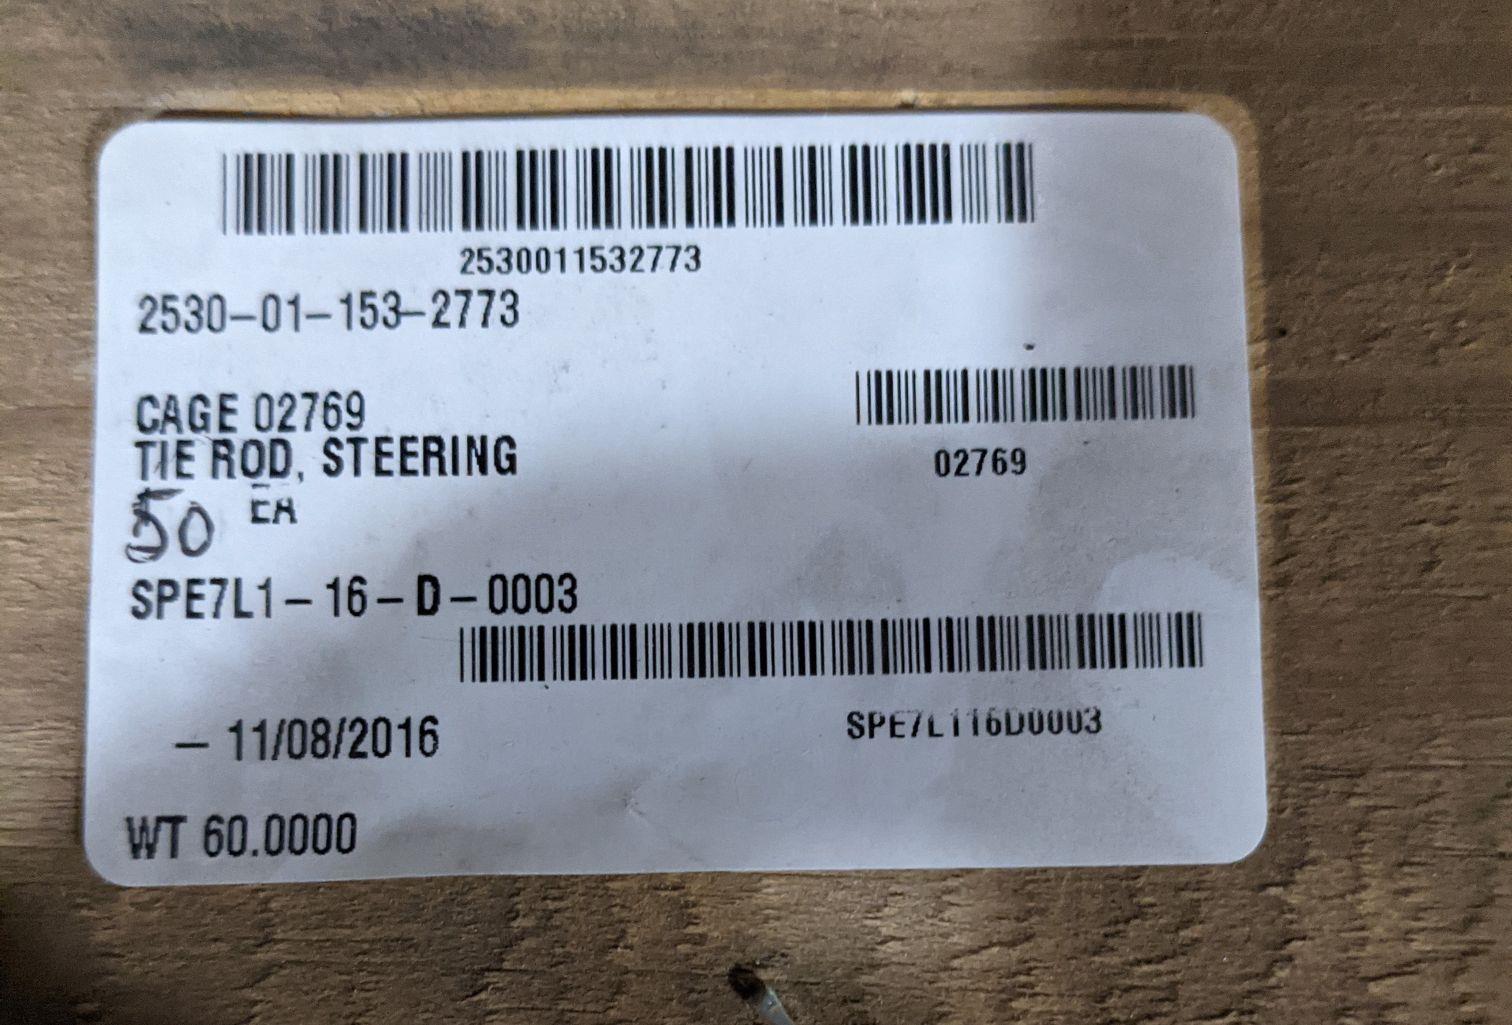 2530011532773
2530-01-153-2773
CAGE 02769
02769
TIE ROD, STEERING
50 EA
SPE7L1-16-D-0003
SPE7L116D0003
- 11/08/2016
WT 60.0000